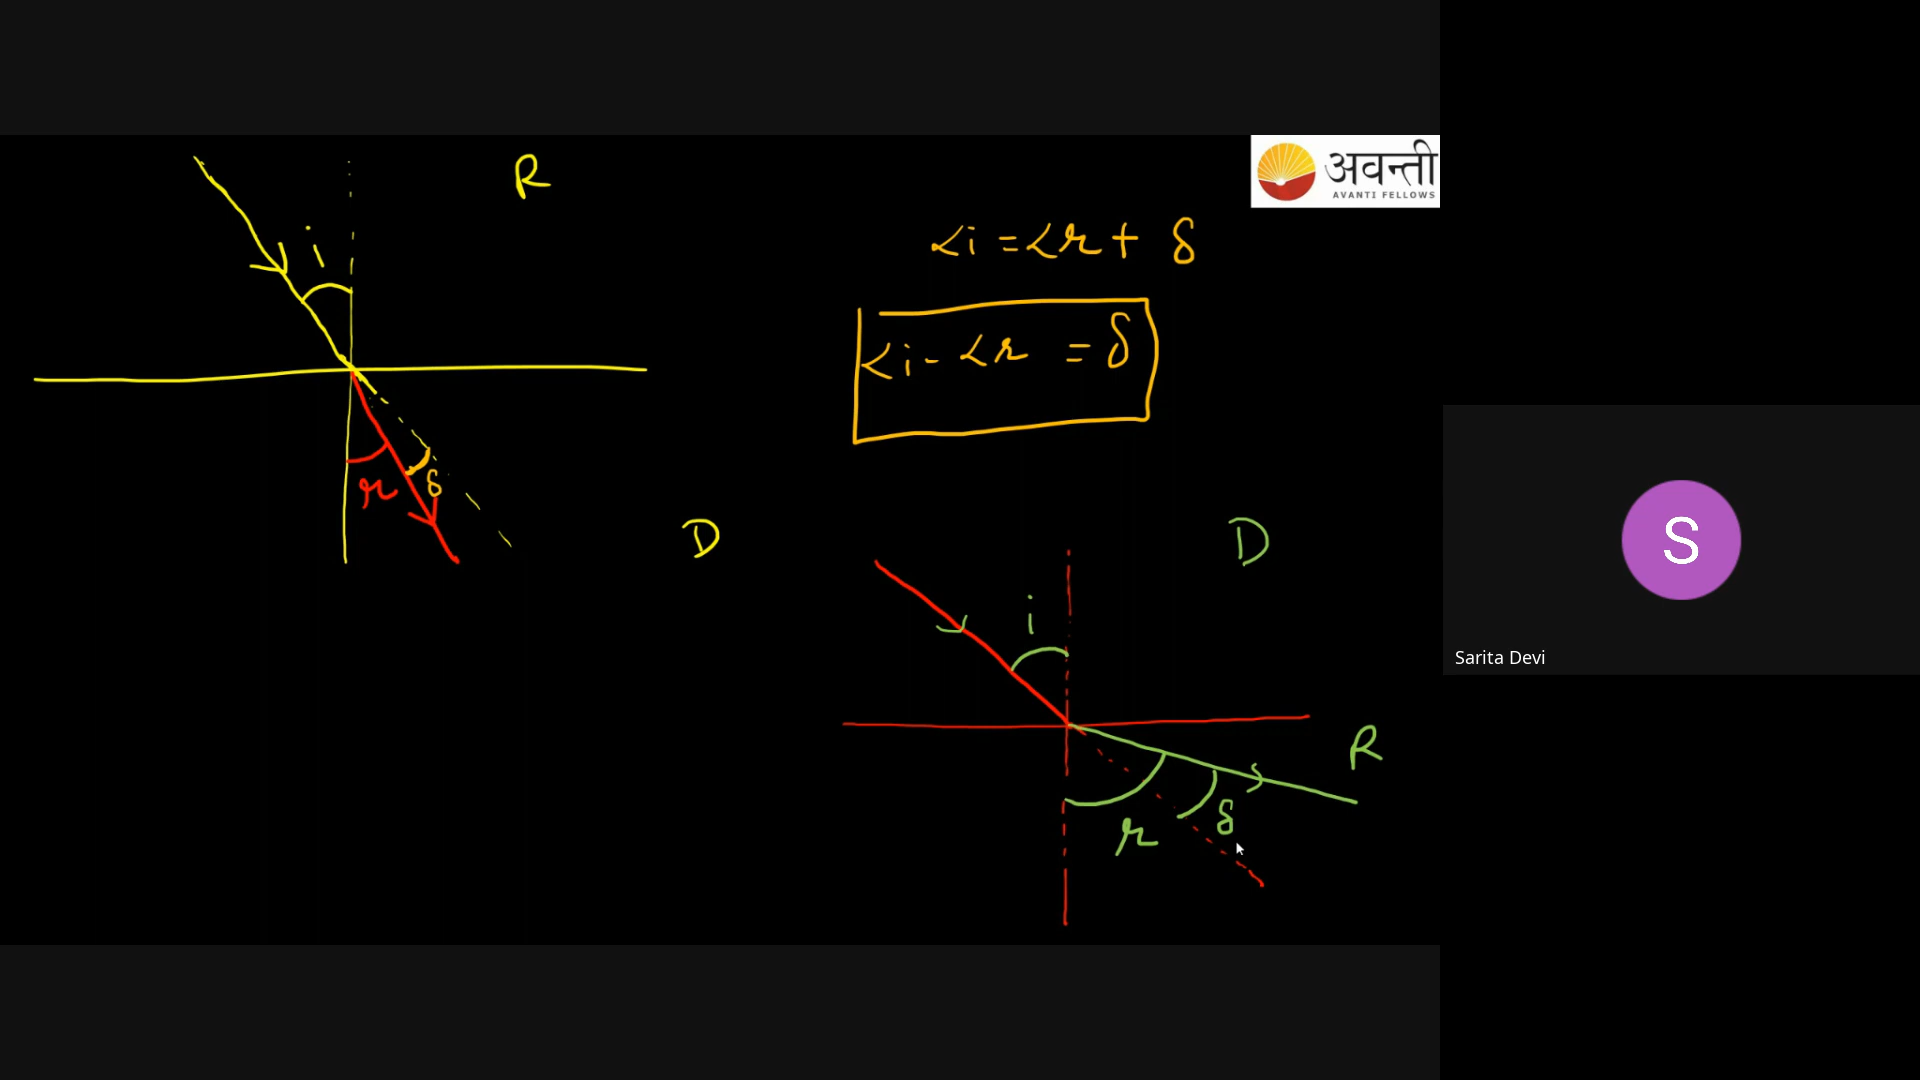 R
i
r
δ
D
∠i = ∠r + δ
∠i - ∠r = δ
अवन्ती
AVANTI FELLOWS
D
i
R
r
δ
S
Sarita Devi